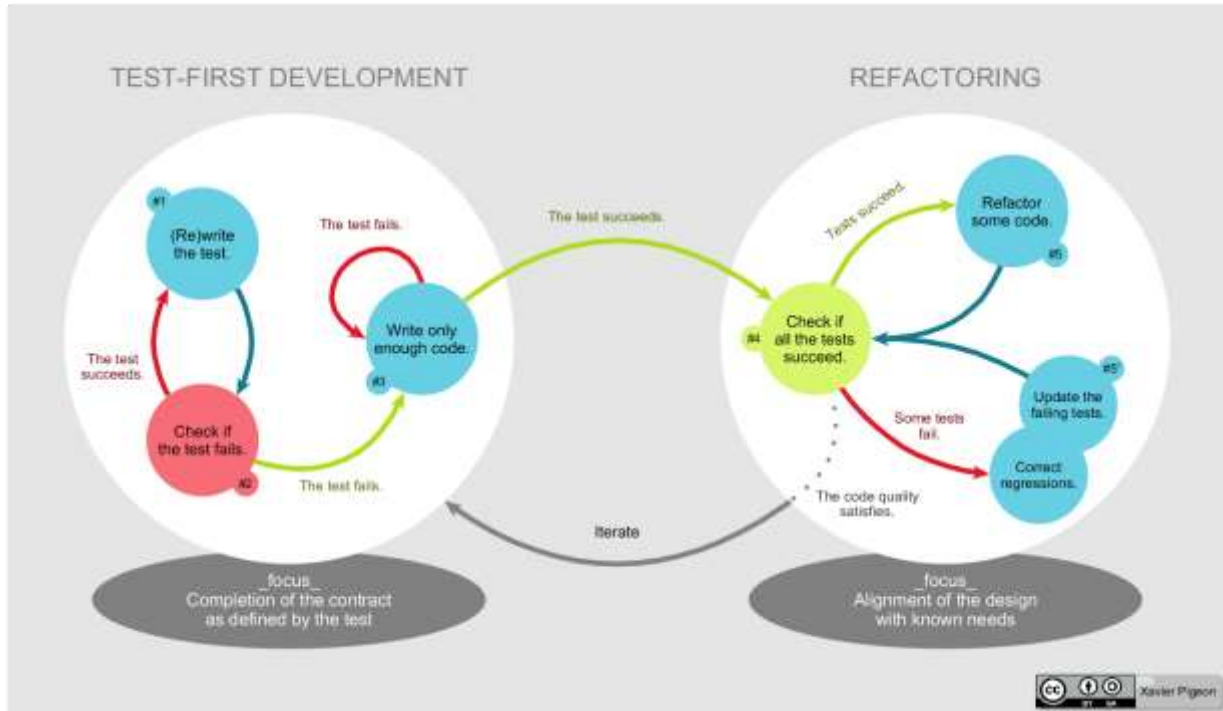 TEST-FIRST DEVELOPMENT
REFACTORING
#1
(Re)write
the test.
The test
succeeds.
Check if
the test fails.
#2
The test fails.
The test fails.
Write only
enough code.
#3
The test succeeds.
Tests succeed.
Refactor
some code.
#5
#4
Check if
all the tests
succeed.
#5'
Update the
failing tests.
Some tests
fail.
Correct
regressions.
The code quality
satisfies.
Iterate
_focus_
Completion of the contract
as defined by the test
_focus_
Alignment of the design
with known needs
cc
BY SA
Xavier Pigeon